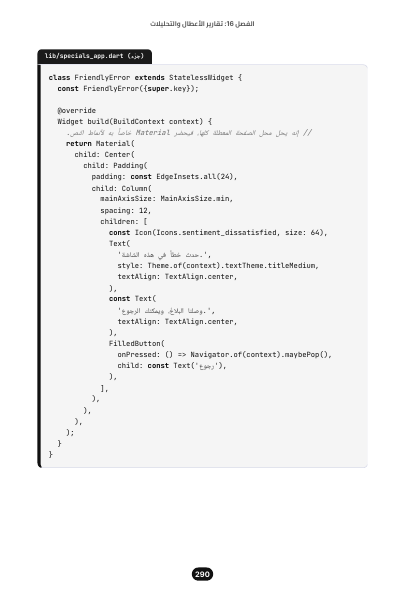 الفصل 16: تقارير الأعطال والتحليلات
lib/specials_app.dart (جزء)
class FriendlyError extends StatelessWidget {
  const FriendlyError({super.key});

  @override
  Widget build(BuildContext context) {
    // إنه يحل محل الصفحة المعطلة كلها، فيحضر Material خاصاً به لأنماط النص.
    return Material(
      child: Center(
        child: Padding(
          padding: const EdgeInsets.all(24),
          child: Column(
            mainAxisSize: MainAxisSize.min,
            spacing: 12,
            children: [
              const Icon(Icons.sentiment_dissatisfied, size: 64),
              Text(
                'حدث خطأ في هذه الشاشة.',
                style: Theme.of(context).textTheme.titleMedium,
                textAlign: TextAlign.center,
              ),
              const Text(
                'وصلنا البلاغ، ويمكنك الرجوع.',
                textAlign: TextAlign.center,
              ),
              FilledButton(
                onPressed: () => Navigator.of(context).maybePop(),
                child: const Text('رجوع'),
              ),
            ],
          ),
        ),
      ),
    );
  }
}
290